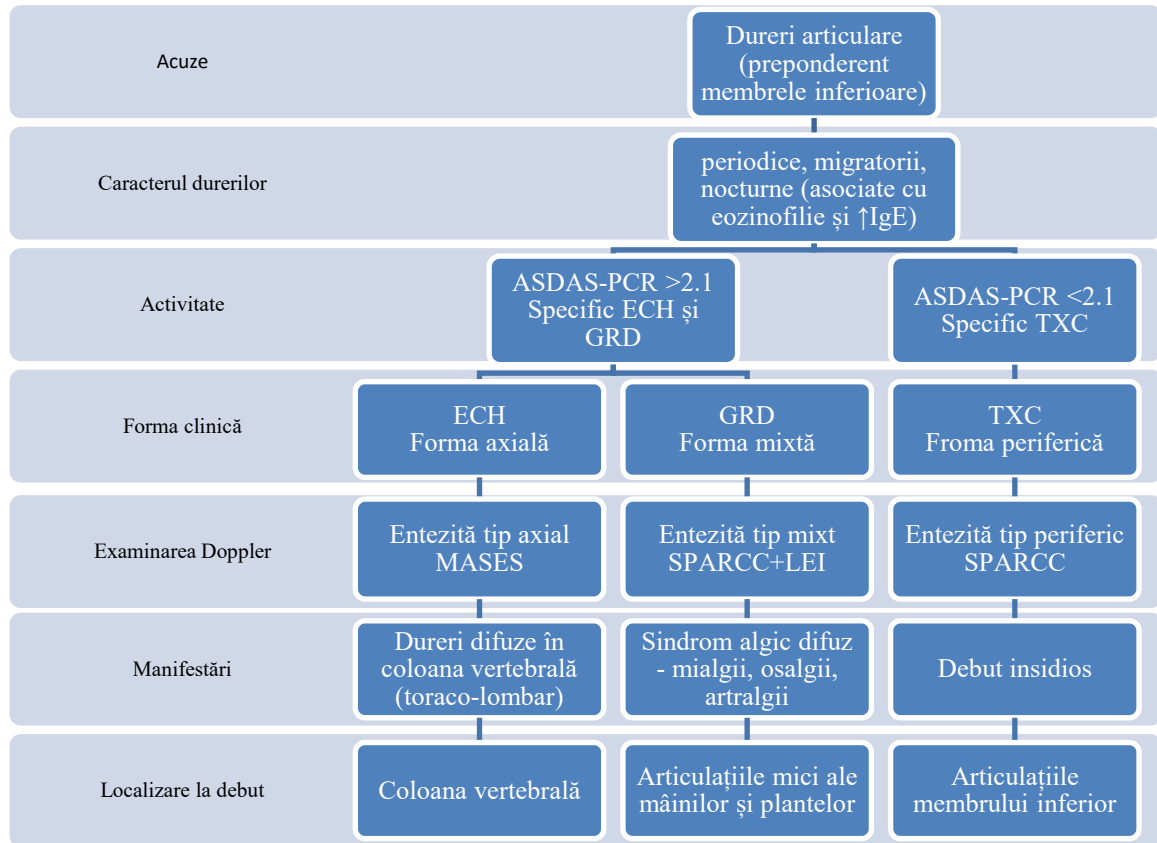 Acuze
Dureri articulare
(preponderent
membrele inferioare)
Caracterul durerilor
periodice, migratorii,
nocturne (asociate cu
eozinofilie și ↑IgE)
Activitate
ASDAS-PCR >2.1
Specific ECH și
GRD
ASDAS-PCR <2.1
Specific TXC
Forma clinică
ECH
Forma axială
GRD
Forma mixtă
TXC
Froma periferică
Examinarea Doppler
Entezită tip axial
MASES
Entezită tip mixt
SPARCC+LEI
Entezită tip periferic
SPARCC
Manifestări
Dureri difuze în
coloana vertebrală
(toraco-lombar)
Sindrom algic difuz
- mialgii, osalgii,
artralgii
Debut insidios
Localizare la debut
Coloana vertebrală
Articulațiile mici ale
mâinilor și plantelor
Articulațiile
membrului inferior